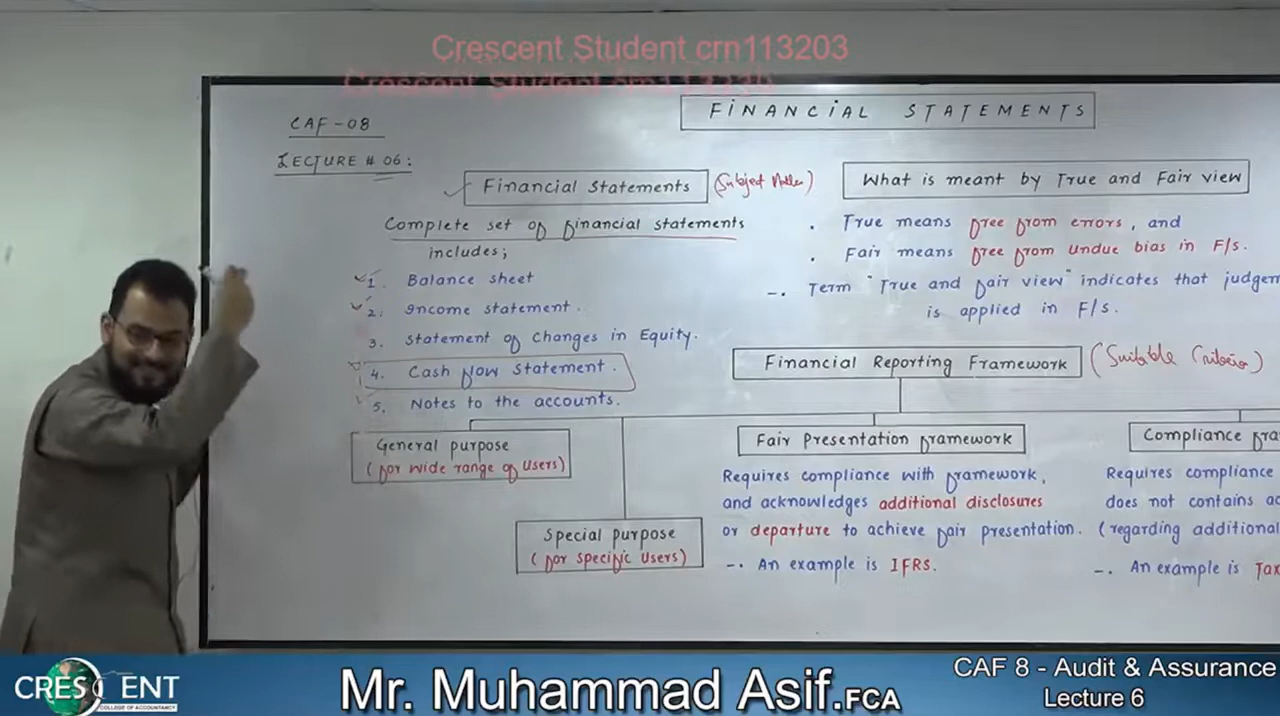 Crescent Student crn113203
Crescent Student
FINANCIAL STATEMENTS
CAF-08
LECTURE # 06:
Financial Statements (Subject Matter)
Complete set of financial statements
includes;
1. Balance sheet
2. Income statement.
3. Statement of Changes in Equity.
4. Cash flow statement.
5. Notes to the accounts.
What is meant by True and Fair view
. True means free from errors, and
. Fair means free from undue bias in F/s.
-. Term "True and fair view" indicates that judgem
is applied in F/s.
Financial Reporting Framework (Suitable Criteria)
General purpose
(for wide range of Users)
Special purpose
(for specific Users)
Fair Presentation framework
Requires compliance with framework,
and acknowledges additional disclosures
or departure to achieve fair presentation.
-. An example is IFRS.
Compliance fra
Requires compliance
does not contains ac
(regarding additional
-. An example is Tax
CRESCENT
COLLEGE OF ACCOUNTANCY
Mr. Muhammad Asif.FCA
CAF 8 - Audit & Assurance
Lecture 6